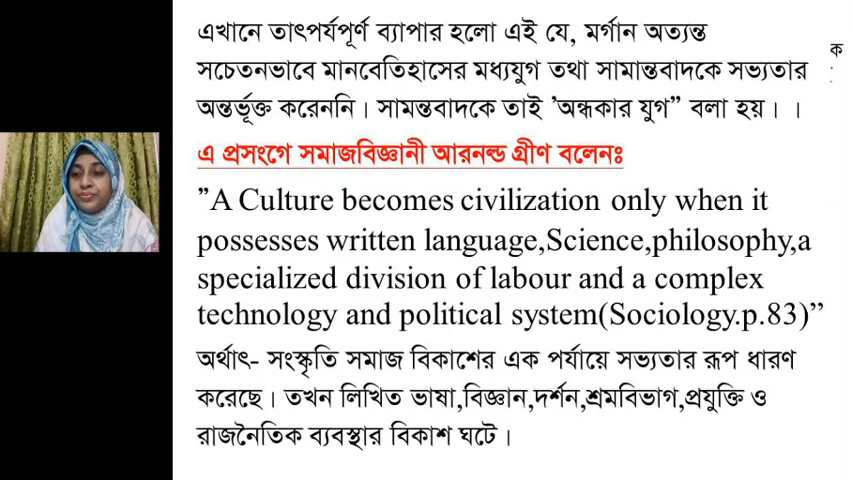 এখানে তাৎপর্যপূর্ণ ব্যাপার হলো এই যে, মর্গান অত্যন্ত
সচেতনভাবে মানবেতিহাসের মধ্যযুগ তথা সামান্তবাদকে সভ্যতার
অন্তর্ভূক্ত করেননি। সামন্তবাদকে তাই ’অন্ধকার যুগ” বলা হয়। ।
এ প্রসংগে সমাজবিজ্ঞানী আরনল্ড গ্রীণ বলেনঃ
”A Culture becomes civilization only when it
possesses written language,Science,philosophy,a
specialized division of labour and a complex
technology and political system(Sociology.p.83)”
অর্থাৎ- সংস্কৃতি সমাজ বিকাশের এক পর্যায়ে সভ্যতার রূপ ধারণ
করেছে। তখন লিখিত ভাষা,বিজ্ঞান,দর্শন,শ্রমবিভাগ,প্রযুক্তি ও
রাজনৈতিক ব্যবস্থার বিকাশ ঘটে।
ক